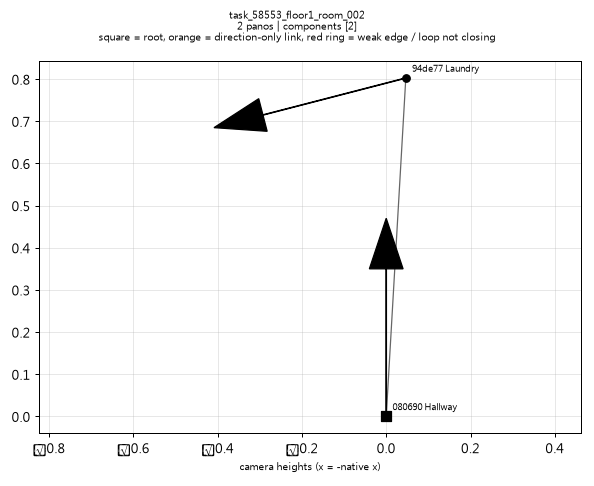 task_58553_floor1_room_002
2 panos | components [2]
square = root, orange = direction-only link, red ring = weak edge / loop not closing
94de77 Laundry
0.8
0.7
0.6
0.5
0.4
0.3
0.2
0.1
0.0
080690 Hallway
√0.8 √0.6 √0.4 √0.2 0.0 0.2 0.4
camera heights (x = -native x)